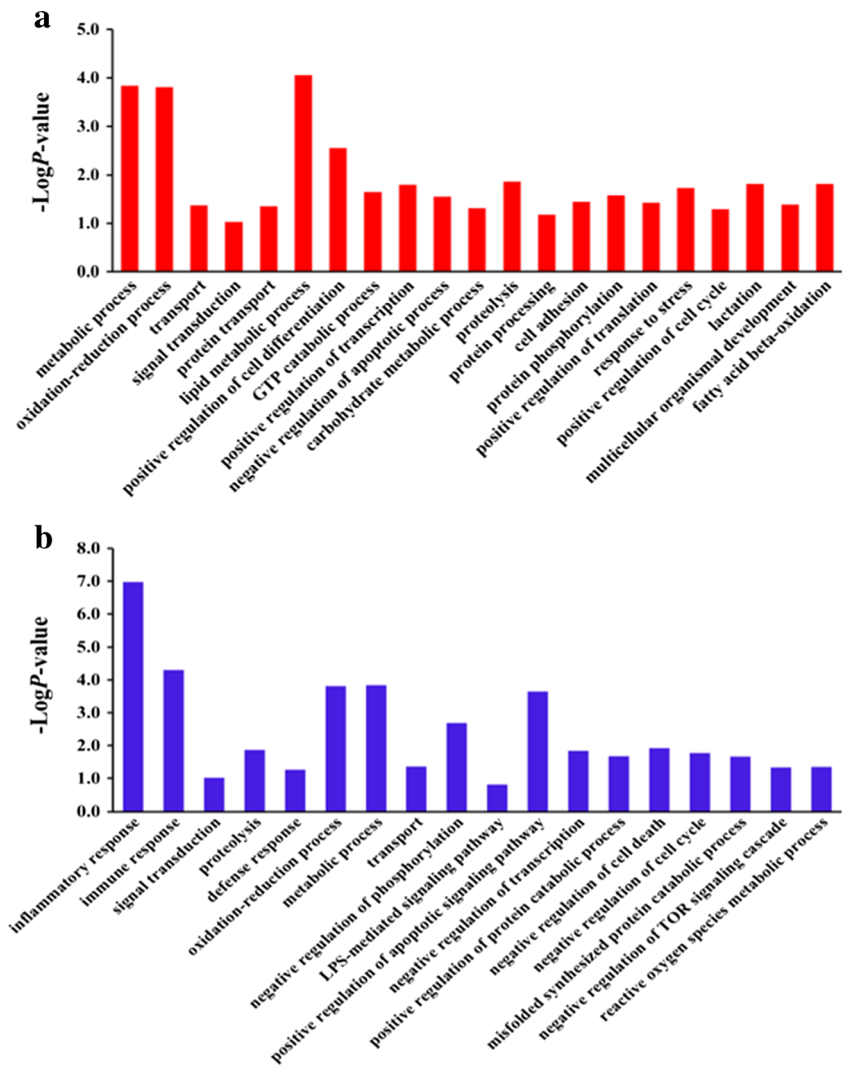 a
5.0
4.0
3.0
2.0
1.0
0.0
-LogP-value
metabolic process
oxidation-reduction process
transport
signal transduction
protein transport
lipid metabolic process
positive regulation of cell differentiation
GTP catabolic process
positive regulation of transcription
negative regulation of apoptotic process
carbohydrate metabolic process
proteolysis
protein processing
cell adhesion
protein phosphorylation
positive regulation of translation
response to stress
positive regulation of cell cycle
lactation
multicellular organismal development
fatty acid beta-oxidation
b
8.0
7.0
6.0
5.0
4.0
3.0
2.0
1.0
0.0
-LogP-value
inflammatory response
immune response
signal transduction
proteolysis
defense response
oxidation-reduction process
metabolic process
transport
negative regulation of phosphorylation
LPS-mediated signaling pathway
positive regulation of apoptotic signaling pathway
negative regulation of transcription
positive regulation of protein catabolic process
negative regulation of cell death
negative regulation of cell cycle
misfolded synthesized protein catabolic process
negative regulation of TOR signaling cascade
reactive oxygen species metabolic process